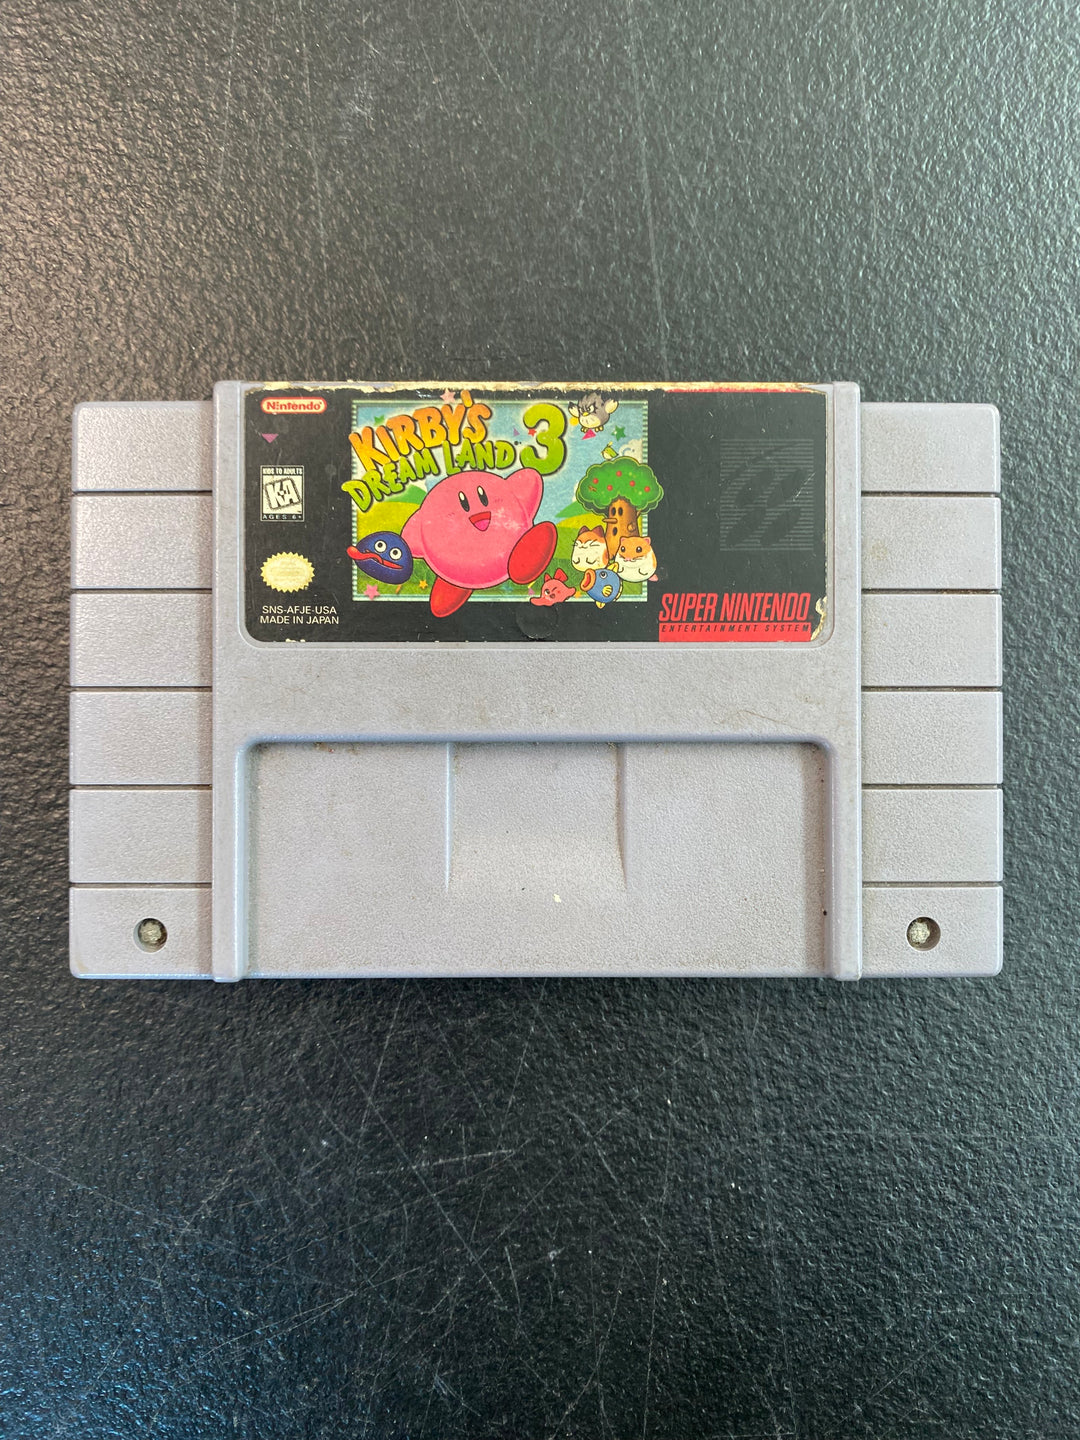 Nintendo
KIRBY'S
DREAM LAND 3
KIDS TO ADULTS
K-A
AGES 6+
SNS-AFJE-USA
MADE IN JAPAN
SUPER NINTENDO
ENTERTAINMENT SYSTEM